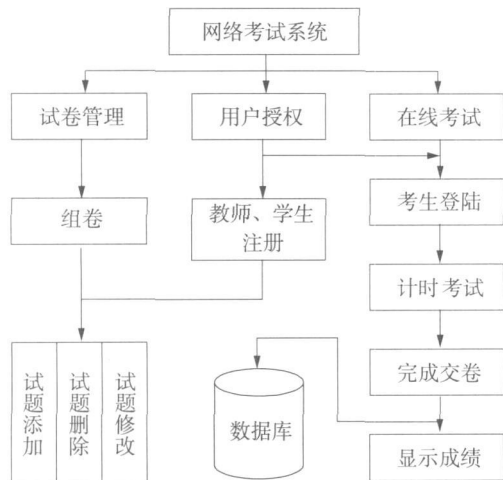 网络考试系统
试卷管理
用户授权
在线考试
组卷
教师、学生
注册
考生登陆
计时考试
完成交卷
试题添加
试题删除
试题修改
数据库
显示成绩